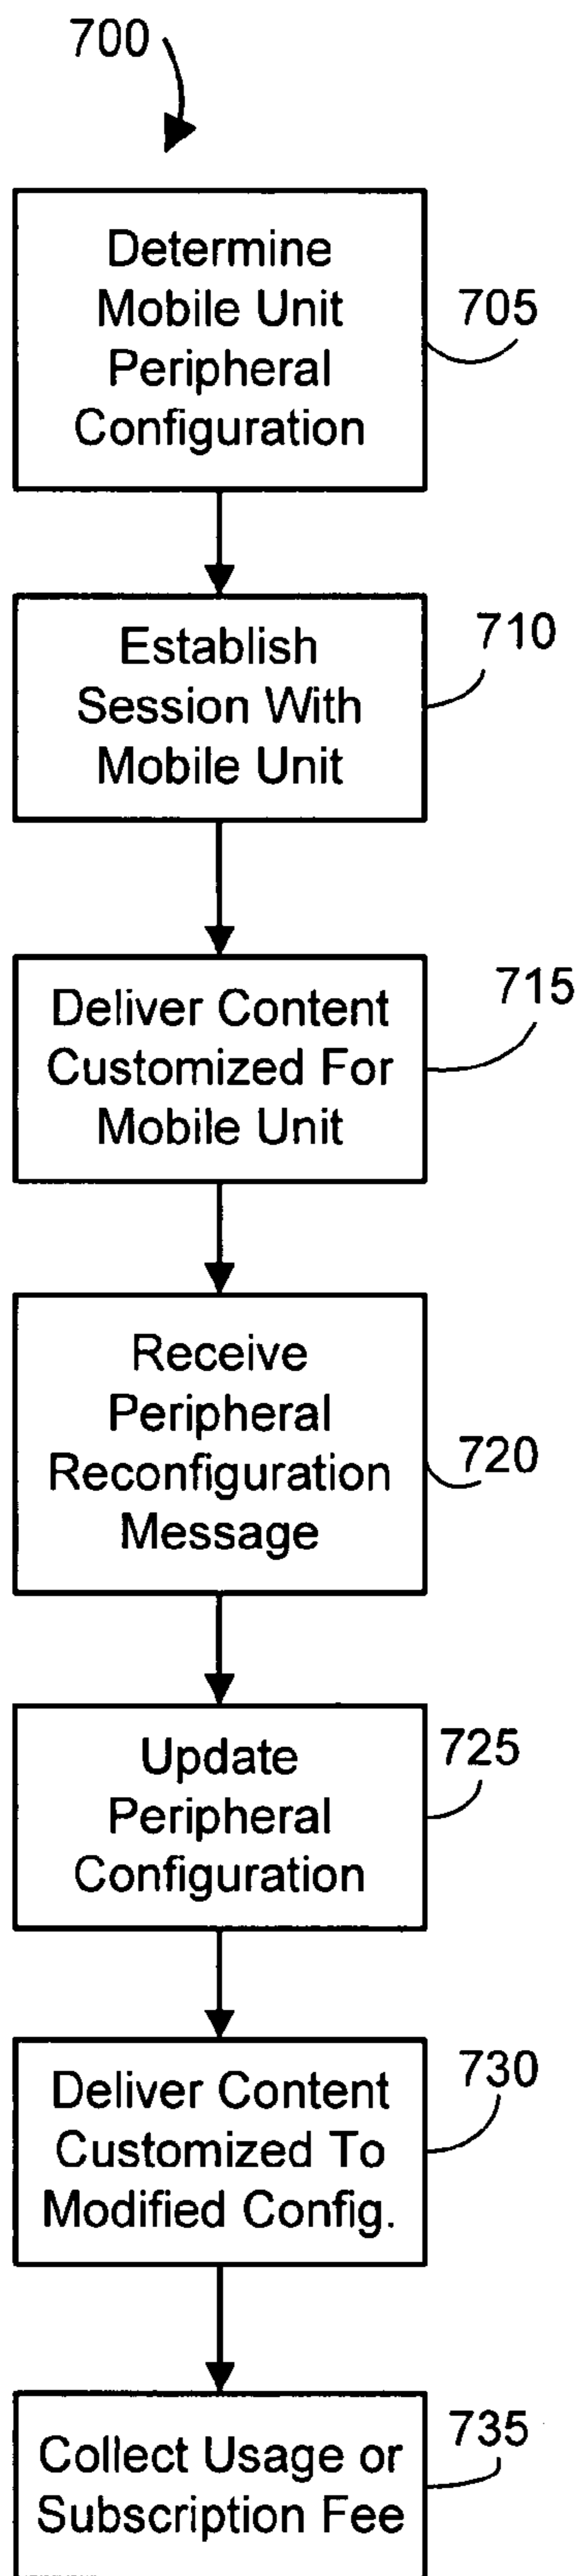 700
Determine
Mobile Unit
Peripheral
Configuration
705
Establish
Session With
Mobile Unit
710
Deliver Content
Customized For
Mobile Unit
715
Receive
Peripheral
Reconfiguration
Message
720
Update
Peripheral
Configuration
725
Deliver Content
Customized To
Modified Config.
730
Collect Usage or
Subscription Fee
735